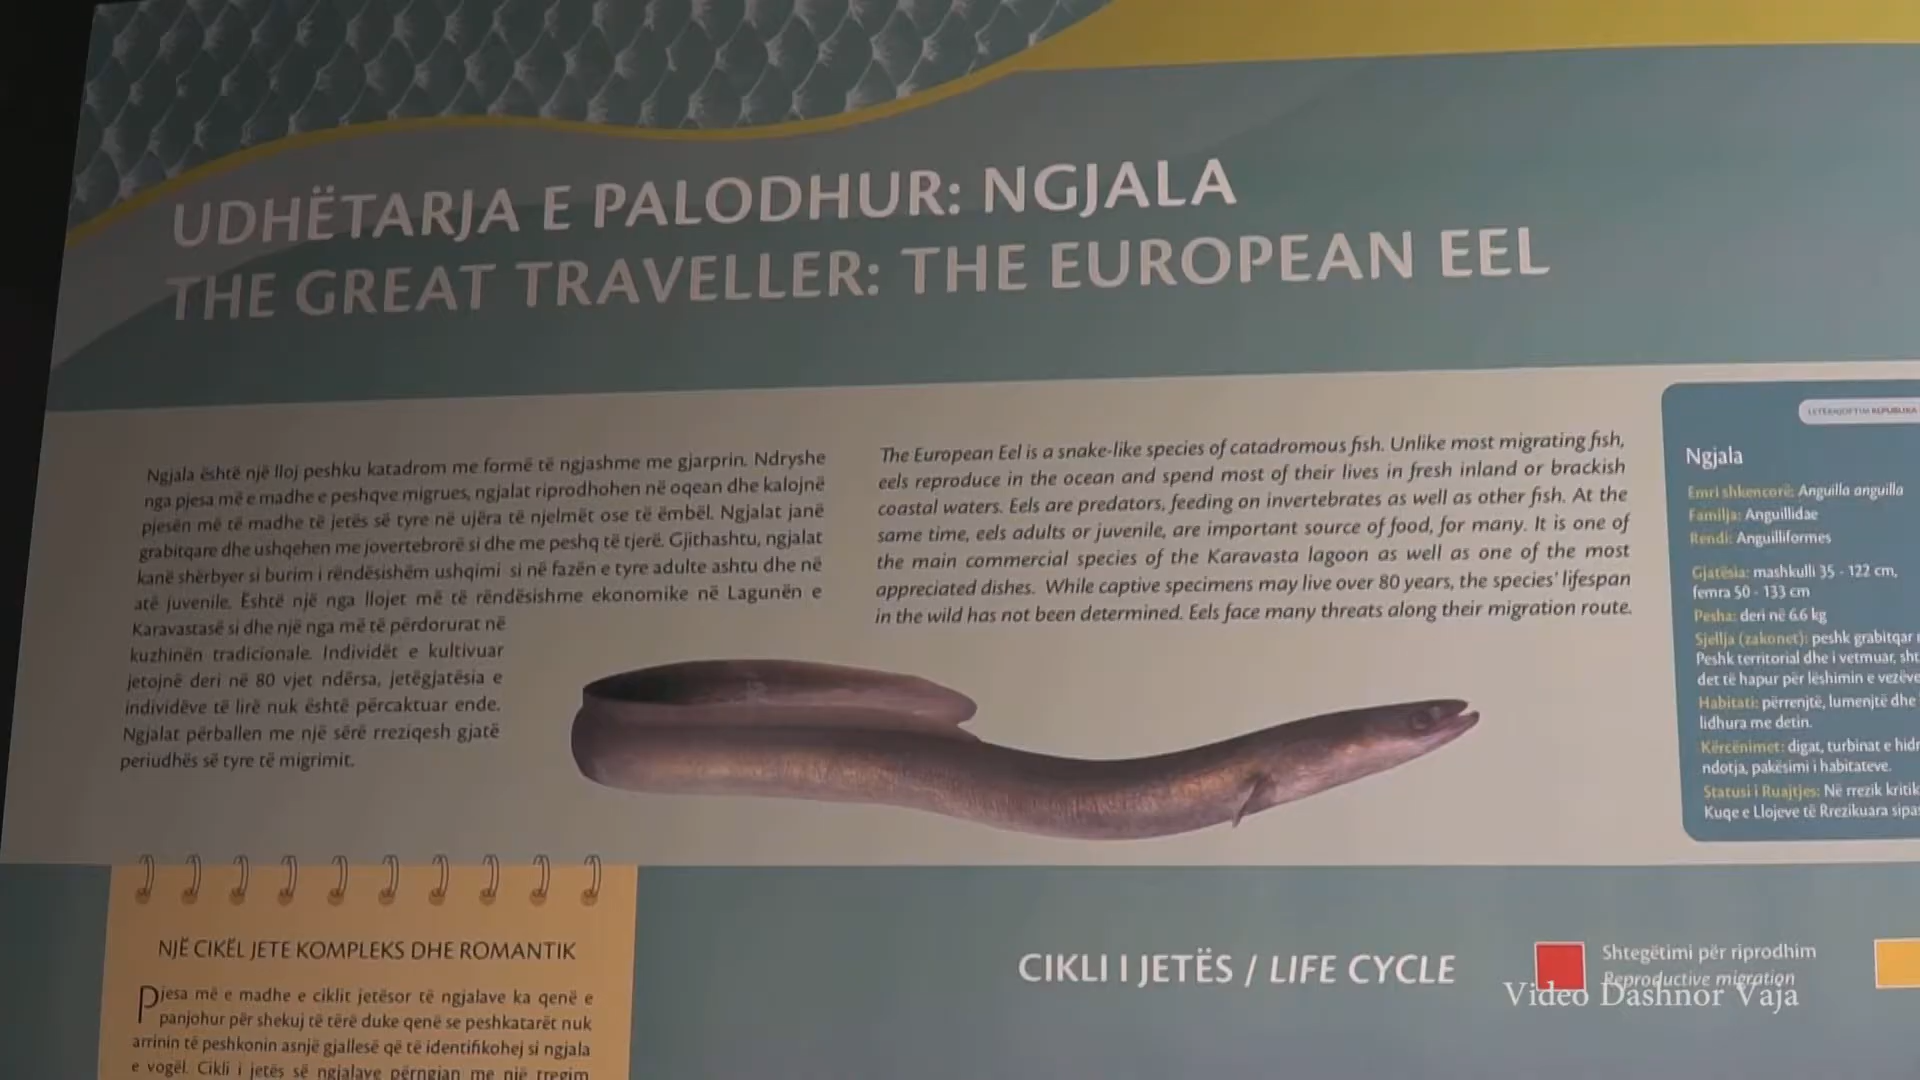 UDHËTARJA E PALODHUR: NGJALA
THE GREAT TRAVELLER: THE EUROPEAN EEL
Ngjala është një lloj peshku katadrom me formë të ngjashme me gjarprin. Ndryshe
nga pjesa më e madhe e peshqve migrues, ngjalat riprodhohen në oqean dhe kalojnë
pjesën më të madhe të jetës së tyre në ujëra të njelmët ose të ëmbël. Ngjalat janë
grabitqare dhe ushqehen me jovertebrorë si dhe me peshq të tjerë. Gjithashtu, ngjalat
kanë shërbyer si burim i rëndësishëm ushqimi si në fazën e tyre adulte ashtu dhe në
atë juvenile. Është një nga llojet më të rëndësishme ekonomike në Lagunën e
Karavastasë si dhe një nga më të përdorurat në
kuzhinën tradicionale. Individët e kultivuar
jetojnë deri në 80 vjet ndërsa, jetëgjatësia e
individëve të lirë nuk është përcaktuar ende.
Ngjalat përballen me një sërë rreziqesh gjatë
periudhës së tyre të migrimit.
The European Eel is a snake-like species of catadromous fish. Unlike most migrating fish,
eels reproduce in the ocean and spend most of their lives in fresh inland or brackish
coastal waters. Eels are predators, feeding on invertebrates as well as other fish. At the
same time, eels adults or juvenile, are important source of food, for many. It is one of
the main commercial species of the Karavasta lagoon as well as one of the most
appreciated dishes. While captive specimens may live over 80 years, the species' lifespan
in the wild has not been determined. Eels face many threats along their migration route.
LETËRNJOFTIM REPUBLIKA
Ngjala
Emri shkencorë: Anguilla anguilla
Familja: Anguillidae
Rendi: Anguilliformes
Gjatësia: mashkulli 35 - 122 cm,
femra 50 - 133 cm
Pesha: deri në 6.6 kg
Sjellja (zakonet): peshk grabitqar
Peshk territorial dhe i vetmuar, sht
det të hapur për lëshimin e vezëve
Habitati: përrenjtë, lumenjtë dhe
lidhura me detin.
Kërcënimet: digat, turbinat e hidr
ndotja, pakësimi i habitateve.
Statusi i Ruajtjes: Në rrezik kritik
Kuqe e Llojeve të Rrezikuara sipas
NJË CIKËL JETE KOMPLEKS DHE ROMANTIK
Pjesa më e madhe e ciklit jetësor të ngjalave ka qenë e
panjohur për shekuj të tërë duke qenë se peshkatarët nuk
arrinin të peshkonin asnjë gjallesë që të identifikohej si ngjala
e vogël. Cikli i jetës së ngjalave përngjan me një tregim
CIKLI I JETËS / LIFE CYCLE
Shtegëtimi për riprodhim
Reproductive migration
Video Dashnor Vaja